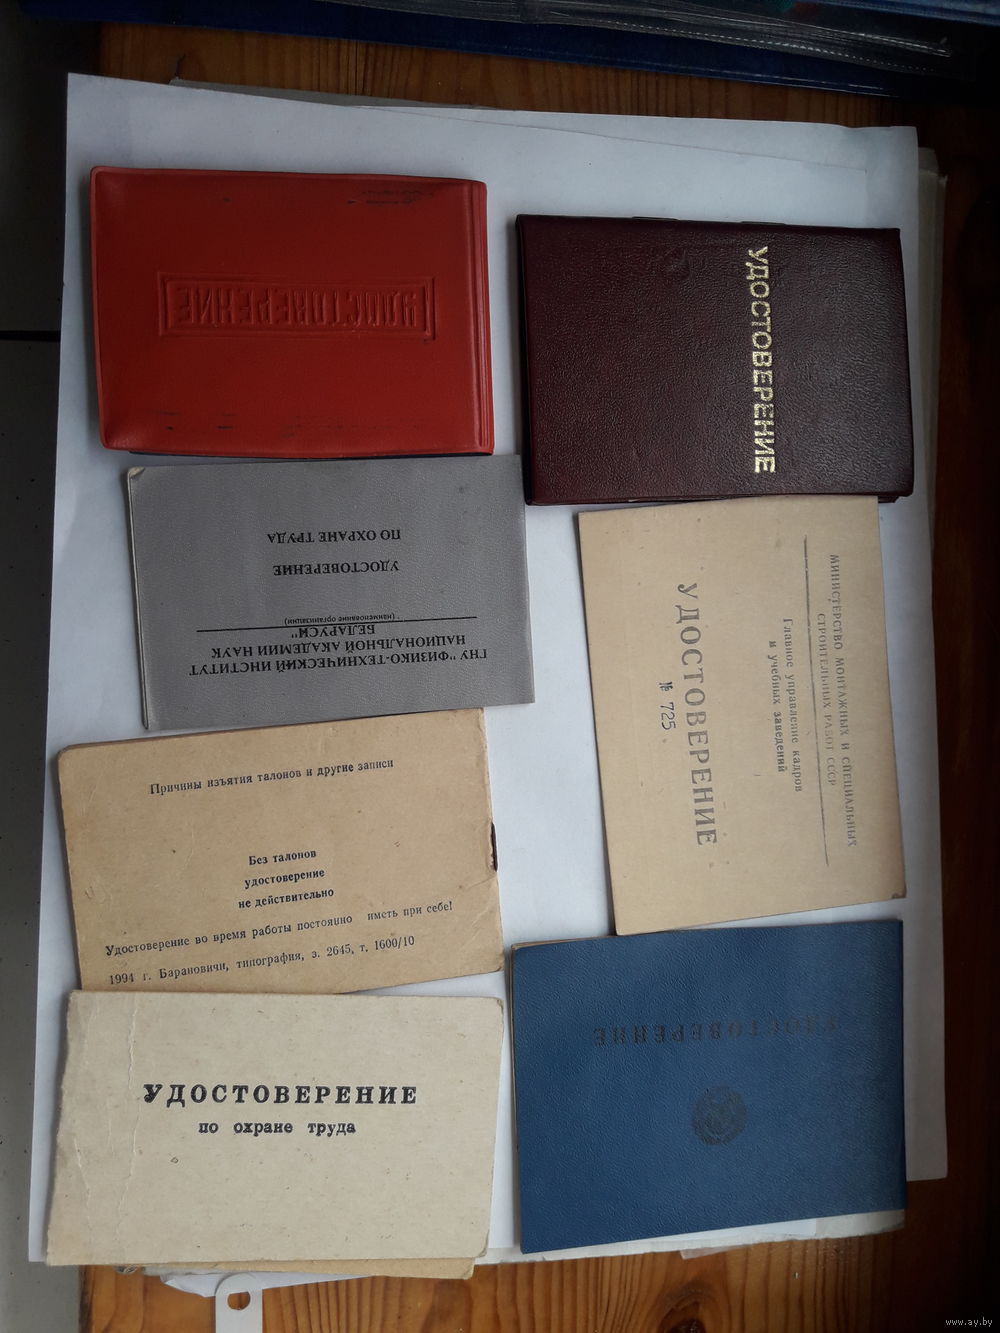 УДОСТОВЕРЕНИЕ
УДОСТОВЕРЕНИЕ
ГНУ "ФИЗИКО-ТЕХНИЧЕСКИЙ ИНСТИТУТ
НАЦИОНАЛЬНОЙ АКАДЕМИИ НАУК
БЕЛАРУСИ"
(наименование организации)
УДОСТОВЕРЕНИЕ
ПО ОХРАНЕ ТРУДА
МИНИСТЕРСТВО МОНТАЖНЫХ И СПЕЦИАЛЬНЫХ
СТРОИТЕЛЬНЫХ РАБОТ СССР
Главное управление кадров
и учебных заведений
УДОСТОВЕРЕНИЕ
№ 725
Причины изъятия талонов и другие записи
Без талонов
удостоверение
не действительно
Удостоверение во время работы постоянно иметь при себе!
1994 г. Барановичи, типография, з. 2645, т. 1600/10
УДОСТОВЕРЕНИЕ
по охране труда
УДОСТОВЕРЕНИЕ
www.ay.by